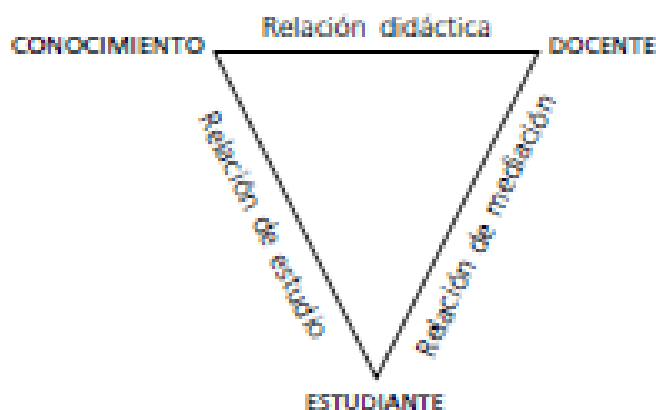 Relación didáctica
CONOCIMIENTO
DOCENTE
Relación de estudio
Relación de mediación
ESTUDIANTE